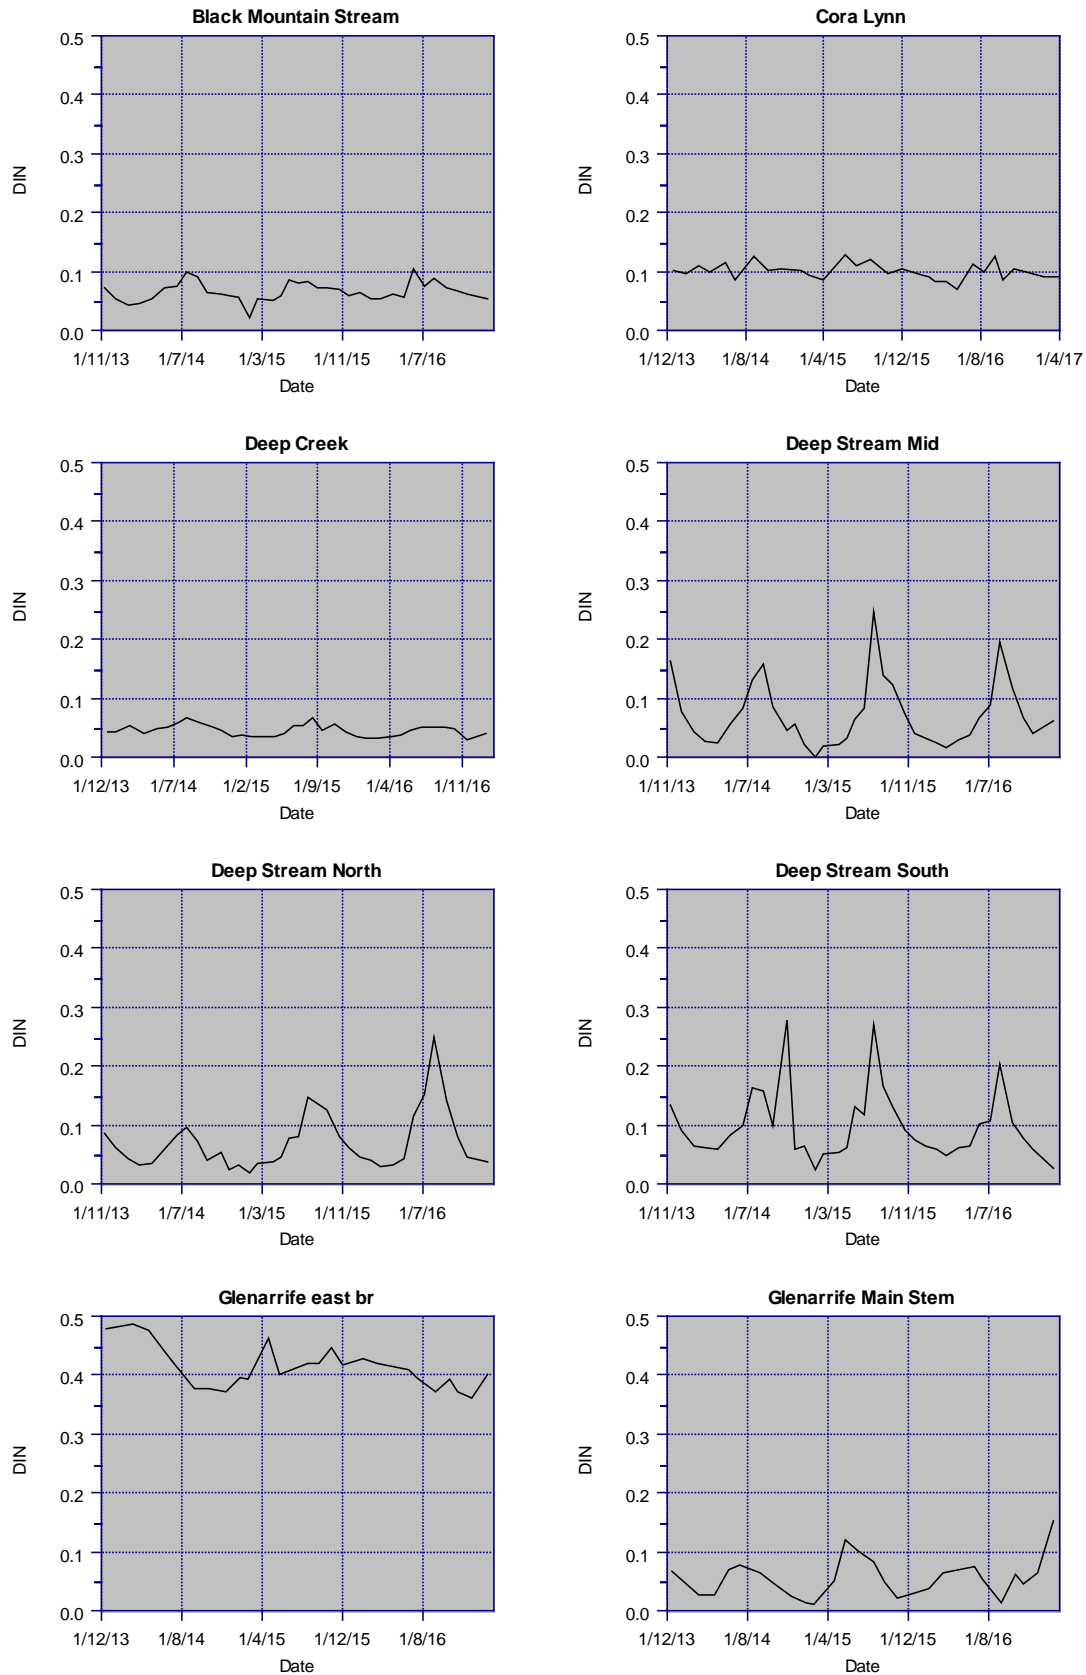 Black Mountain Stream
0.5
0.4
0.3
0.2
0.1
0.0
DIN
1/11/13 1/7/14 1/3/15 1/11/15 1/7/16
Date
Cora Lynn
0.5
0.4
0.3
0.2
0.1
0.0
DIN
1/12/13 1/8/14 1/4/15 1/12/15 1/8/16 1/4/17
Date
Deep Creek
0.5
0.4
0.3
0.2
0.1
0.0
DIN
1/12/13 1/7/14 1/2/15 1/9/15 1/4/16 1/11/16
Date
Deep Stream Mid
0.5
0.4
0.3
0.2
0.1
0.0
DIN
1/11/13 1/7/14 1/3/15 1/11/15 1/7/16
Date
Deep Stream North
0.5
0.4
0.3
0.2
0.1
0.0
DIN
1/11/13 1/7/14 1/3/15 1/11/15 1/7/16
Date
Deep Stream South
0.5
0.4
0.3
0.2
0.1
0.0
DIN
1/11/13 1/7/14 1/3/15 1/11/15 1/7/16
Date
Glenarrife east br
0.5
0.4
0.3
0.2
0.1
0.0
DIN
1/12/13 1/8/14 1/4/15 1/12/15 1/8/16
Date
Glenarrife Main Stem
0.5
0.4
0.3
0.2
0.1
0.0
DIN
1/12/13 1/8/14 1/4/15 1/12/15 1/8/16
Date